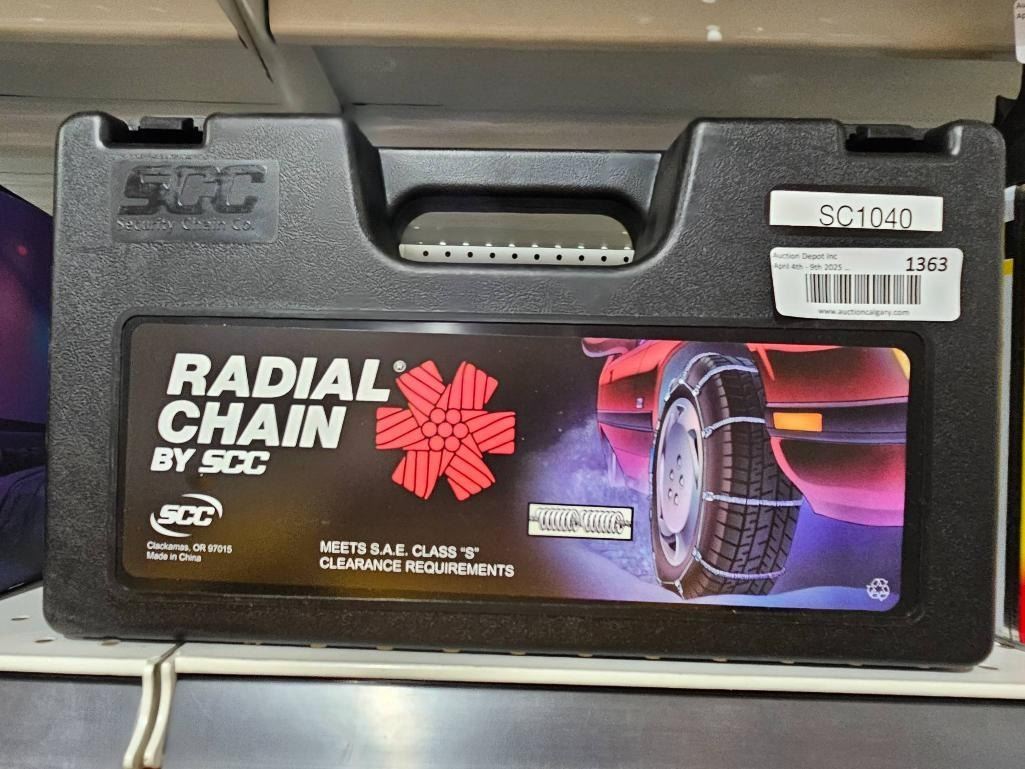 SCC
Security Chain Co.
SC1040
Auction Depot Inc
April 4th - 9th 2025 ...
1363
www.auctioncalgary.com
RADIAL®
CHAIN
BY SCC
SCC
Clackamas, OR 97015
Made in China
MEETS S.A.E. CLASS "S"
CLEARANCE REQUIREMENTS